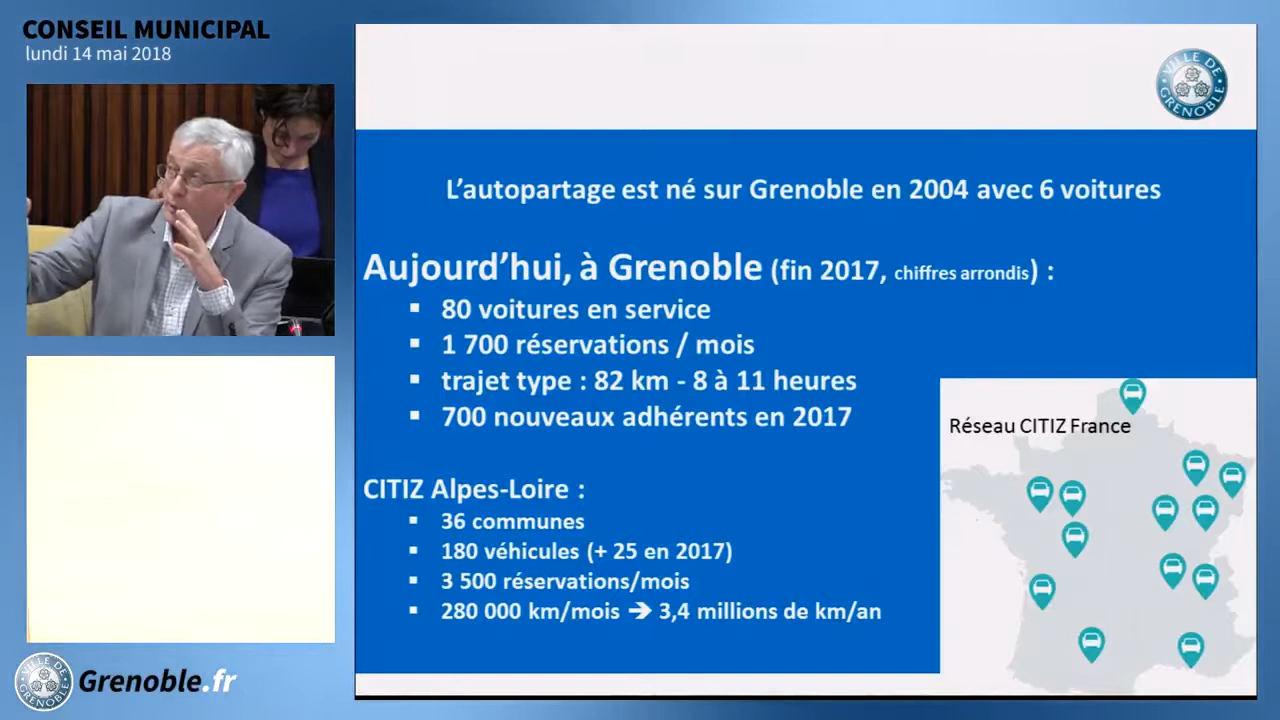 CONSEIL MUNICIPAL
lundi 14 mai 2018
VILLE DE GRENOBLE
L'autopartage est né sur Grenoble en 2004 avec 6 voitures
Aujourd'hui, à Grenoble (fin 2017, chiffres arrondis) :
▪ 80 voitures en service
▪ 1 700 réservations / mois
▪ trajet type : 82 km - 8 à 11 heures
▪ 700 nouveaux adhérents en 2017
Réseau CITIZ France
CITIZ Alpes-Loire :
▪ 36 communes
▪ 180 véhicules (+ 25 en 2017)
▪ 3 500 réservations/mois
▪ 280 000 km/mois ➔ 3,4 millions de km/an
VILLE DE GRENOBLE
Grenoble.fr